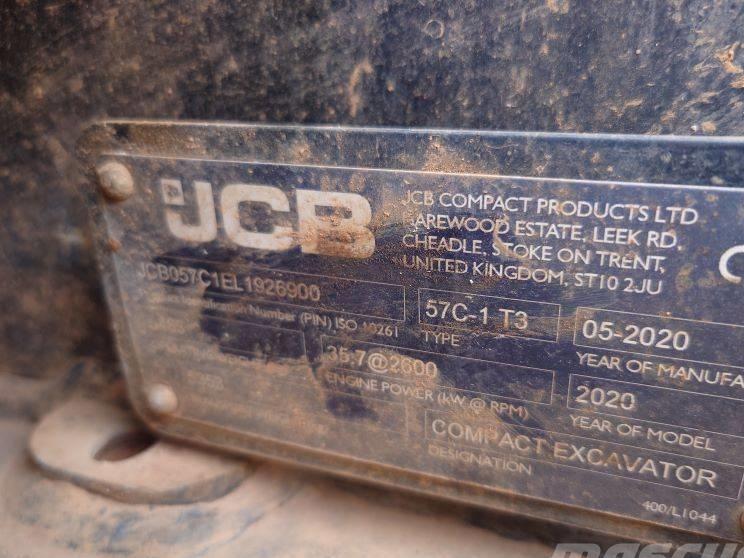 JCB
JCB COMPACT PRODUCTS LTD
AREWOOD ESTATE, LEEK RD,
CHEADLE, STOKE ON TRENT,
UNITED KINGDOM, ST10 2JU
JCB057C1EL1926900
Identification Number (PIN) ISO 10261
57C-1 T3
TYPE
05-2020
YEAR OF MANUFA
35,7@2600
ENGINE POWER (kW @ RPM)
2020
YEAR OF MODEL
COMPACT EXCAVATOR
DESIGNATION
400/L1044